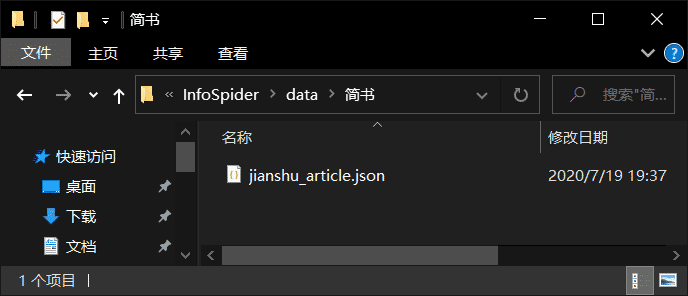 简书
文件 主页 共享 查看
« InfoSpider data 简书 搜索"简...
名称 修改日期
快速访问
jianshu_article.json 2020/7/19 19:37
桌面
下载
文档
1 个项目